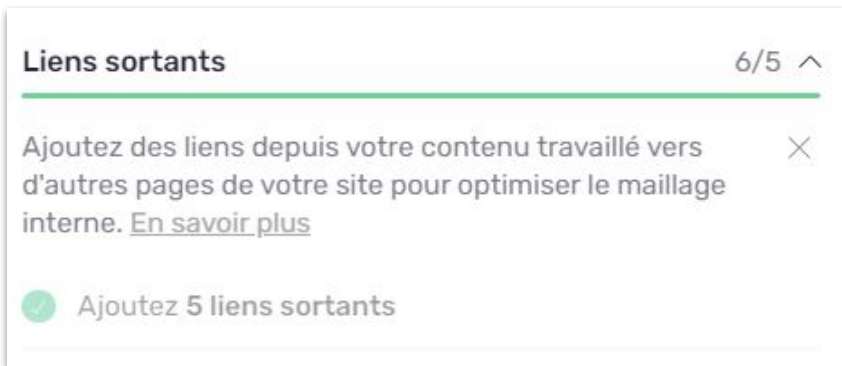 Liens sortants 6/5
Ajoutez des liens depuis votre contenu travaillé vers
d'autres pages de votre site pour optimiser le maillage
interne. En savoir plus
Ajoutez 5 liens sortants